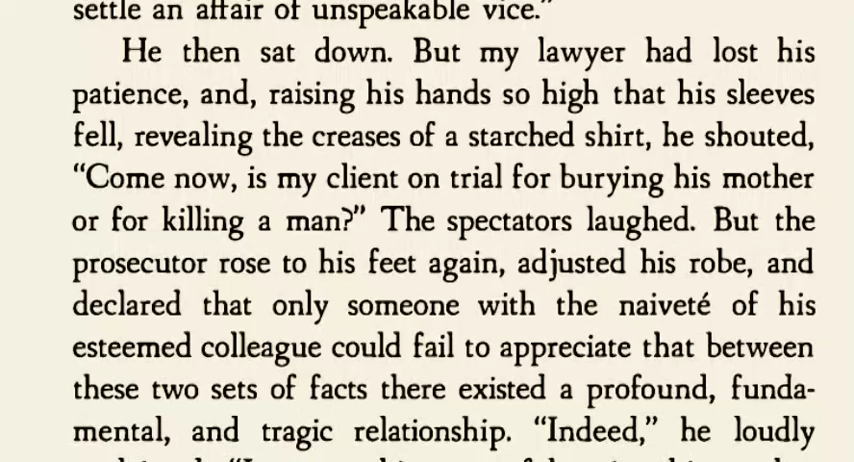 settle an affair of unspeakable vice.”
He then sat down. But my lawyer had lost his
patience, and, raising his hands so high that his sleeves
fell, revealing the creases of a starched shirt, he shouted,
“Come now, is my client on trial for burying his mother
or for killing a man?” The spectators laughed. But the
prosecutor rose to his feet again, adjusted his robe, and
declared that only someone with the naiveté of his
esteemed colleague could fail to appreciate that between
these two sets of facts there existed a profound, funda-
mental, and tragic relationship. “Indeed,” he loudly